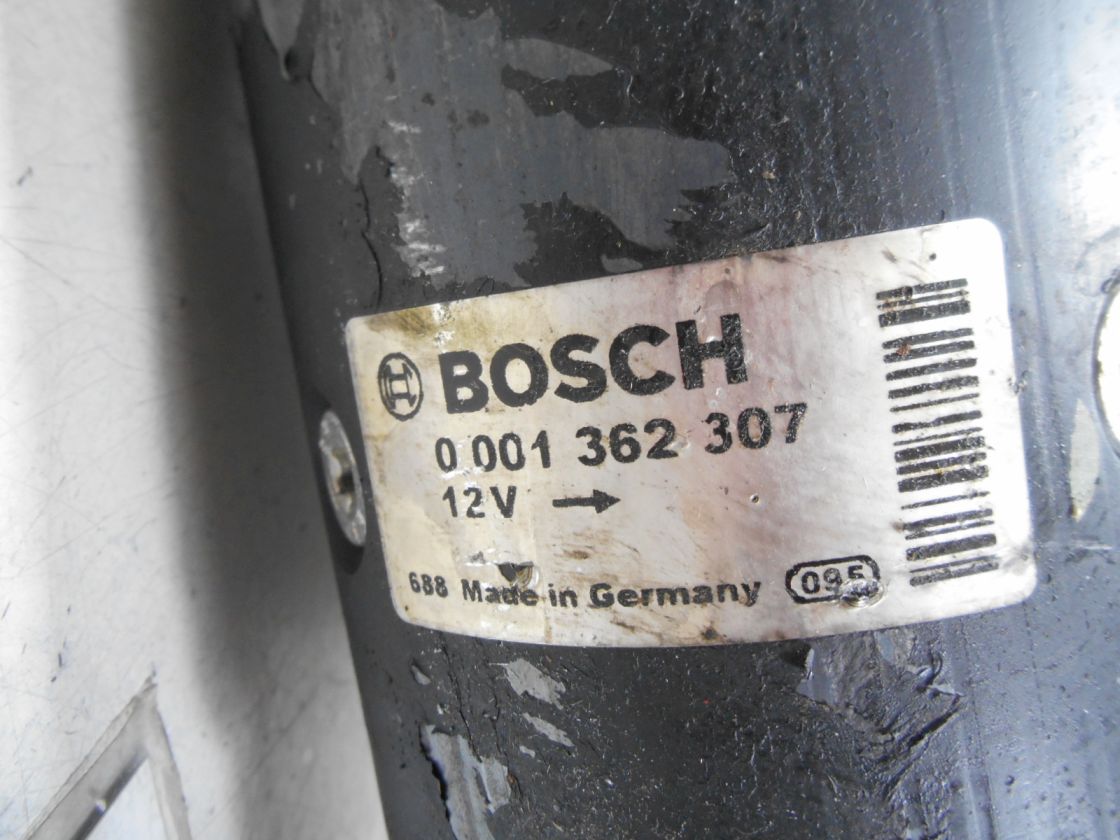 BOSCH
0 001 362 307
12V →
688 Made in Germany 095